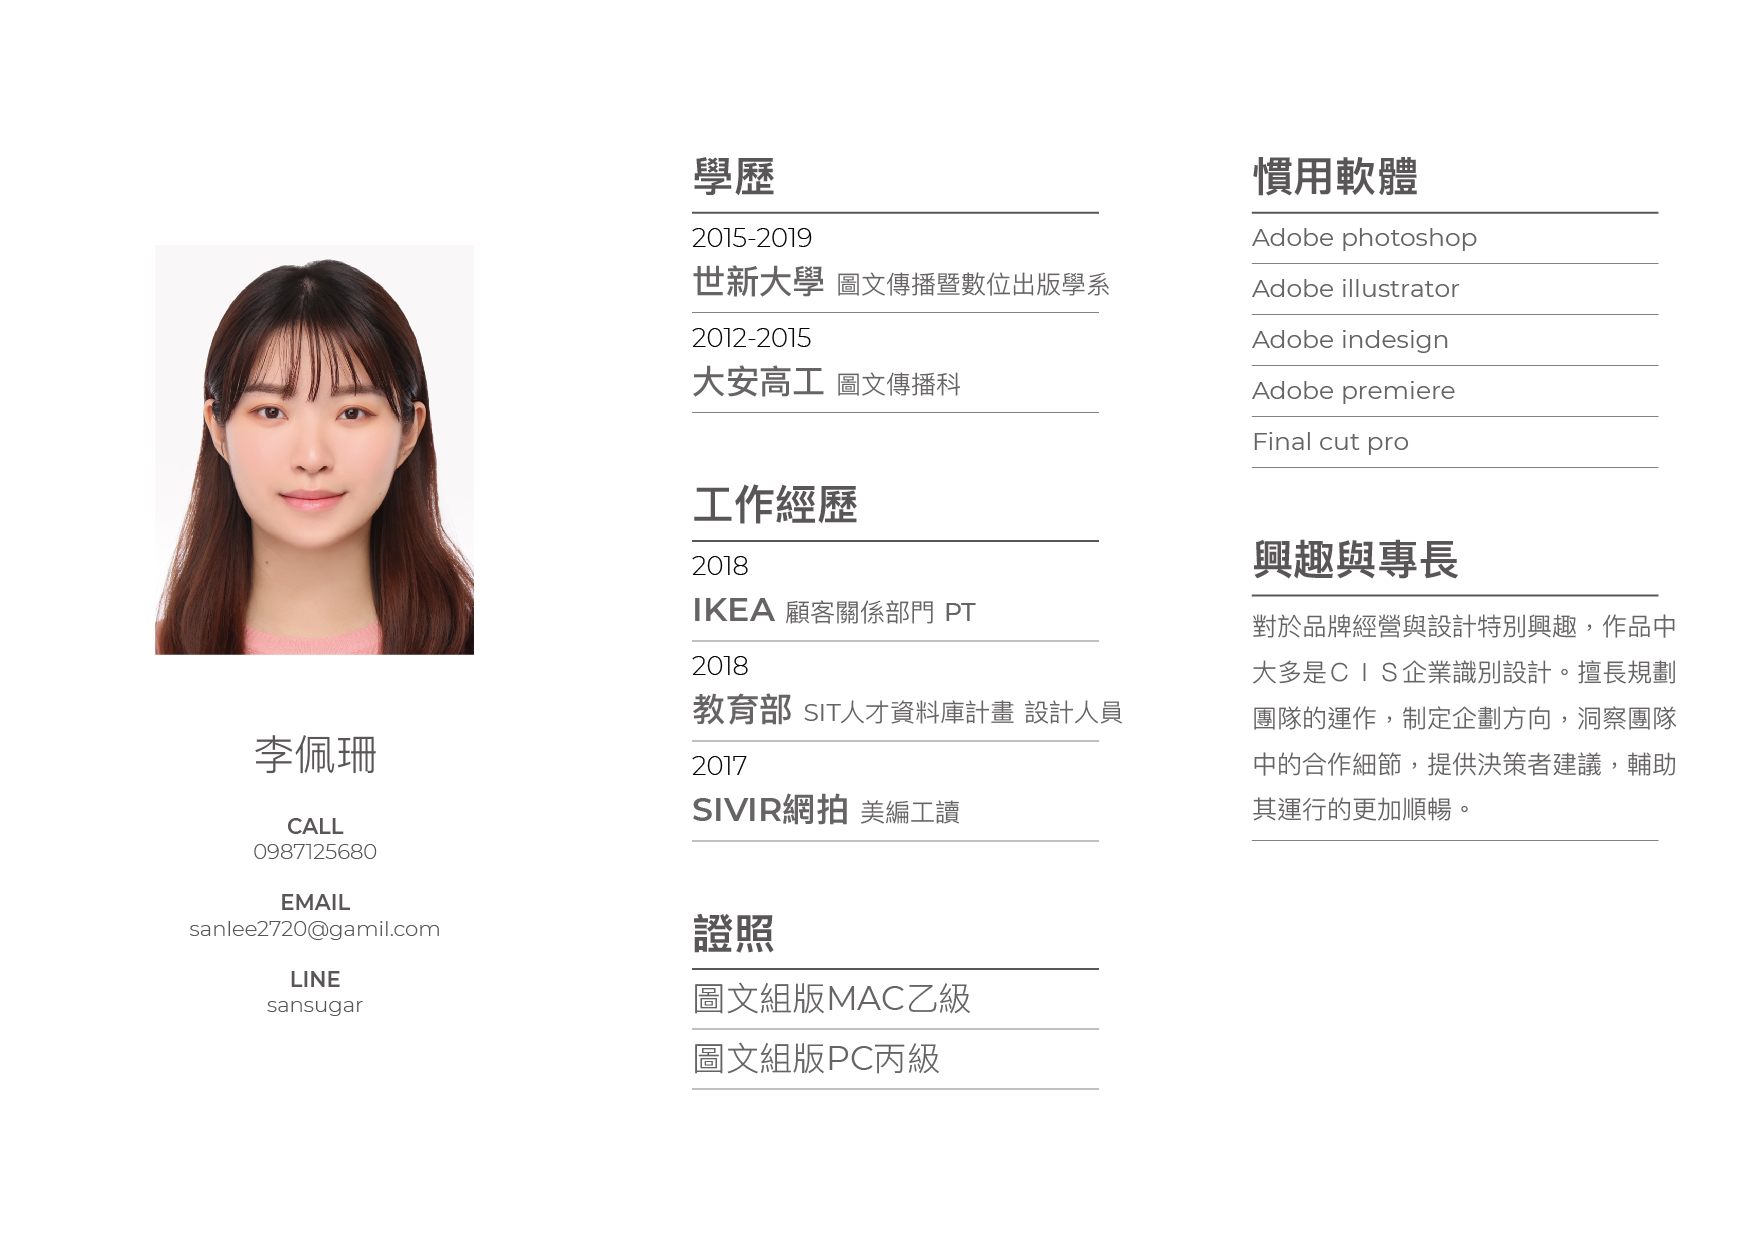 李佩珊
CALL
0987125680
EMAIL
sanlee2720@gamil.com
LINE
sansugar
學歷
2015-2019
世新大學 圖文傳播暨數位出版學系
2012-2015
大安高工 圖文傳播科
工作經歷
2018
IKEA 顧客關係部門 PT
2018
教育部 SIT人才資料庫計畫 設計人員
2017
SIVIR網拍 美編工讀
證照
圖文組版MAC乙級
圖文組版PC丙級
慣用軟體
Adobe photoshop
Adobe illustrator
Adobe indesign
Adobe premiere
Final cut pro
興趣與專長
對於品牌經營與設計特別興趣，作品中
大多是ＣＩＳ企業識別設計。擅長規劃
團隊的運作，制定企劃方向，洞察團隊
中的合作細節，提供決策者建議，輔助
其運行的更加順暢。